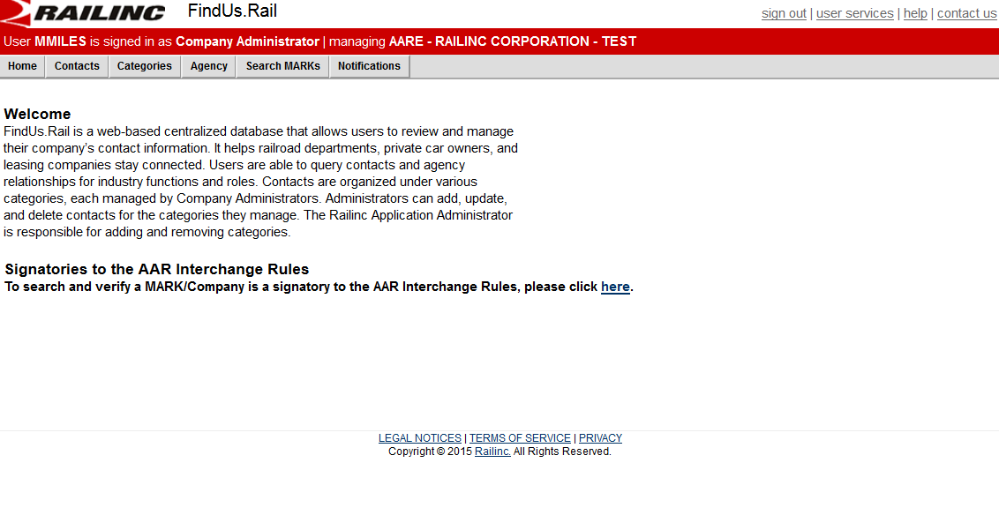 RAILINC FindUs.Rail sign out | user services | help | contact us
User MMILES is signed in as Company Administrator | managing AARE - RAILINC CORPORATION - TEST
Home Contacts Categories Agency Search MARKs Notifications
Welcome
FindUs.Rail is a web-based centralized database that allows users to review and manage
their company's contact information. It helps railroad departments, private car owners, and
leasing companies stay connected. Users are able to query contacts and agency
relationships for industry functions and roles. Contacts are organized under various
categories, each managed by Company Administrators. Administrators can add, update,
and delete contacts for the categories they manage. The Railinc Application Administrator
is responsible for adding and removing categories.
Signatories to the AAR Interchange Rules
To search and verify a MARK/Company is a signatory to the AAR Interchange Rules, please click here.
LEGAL NOTICES | TERMS OF SERVICE | PRIVACY
Copyright © 2015 Railinc. All Rights Reserved.